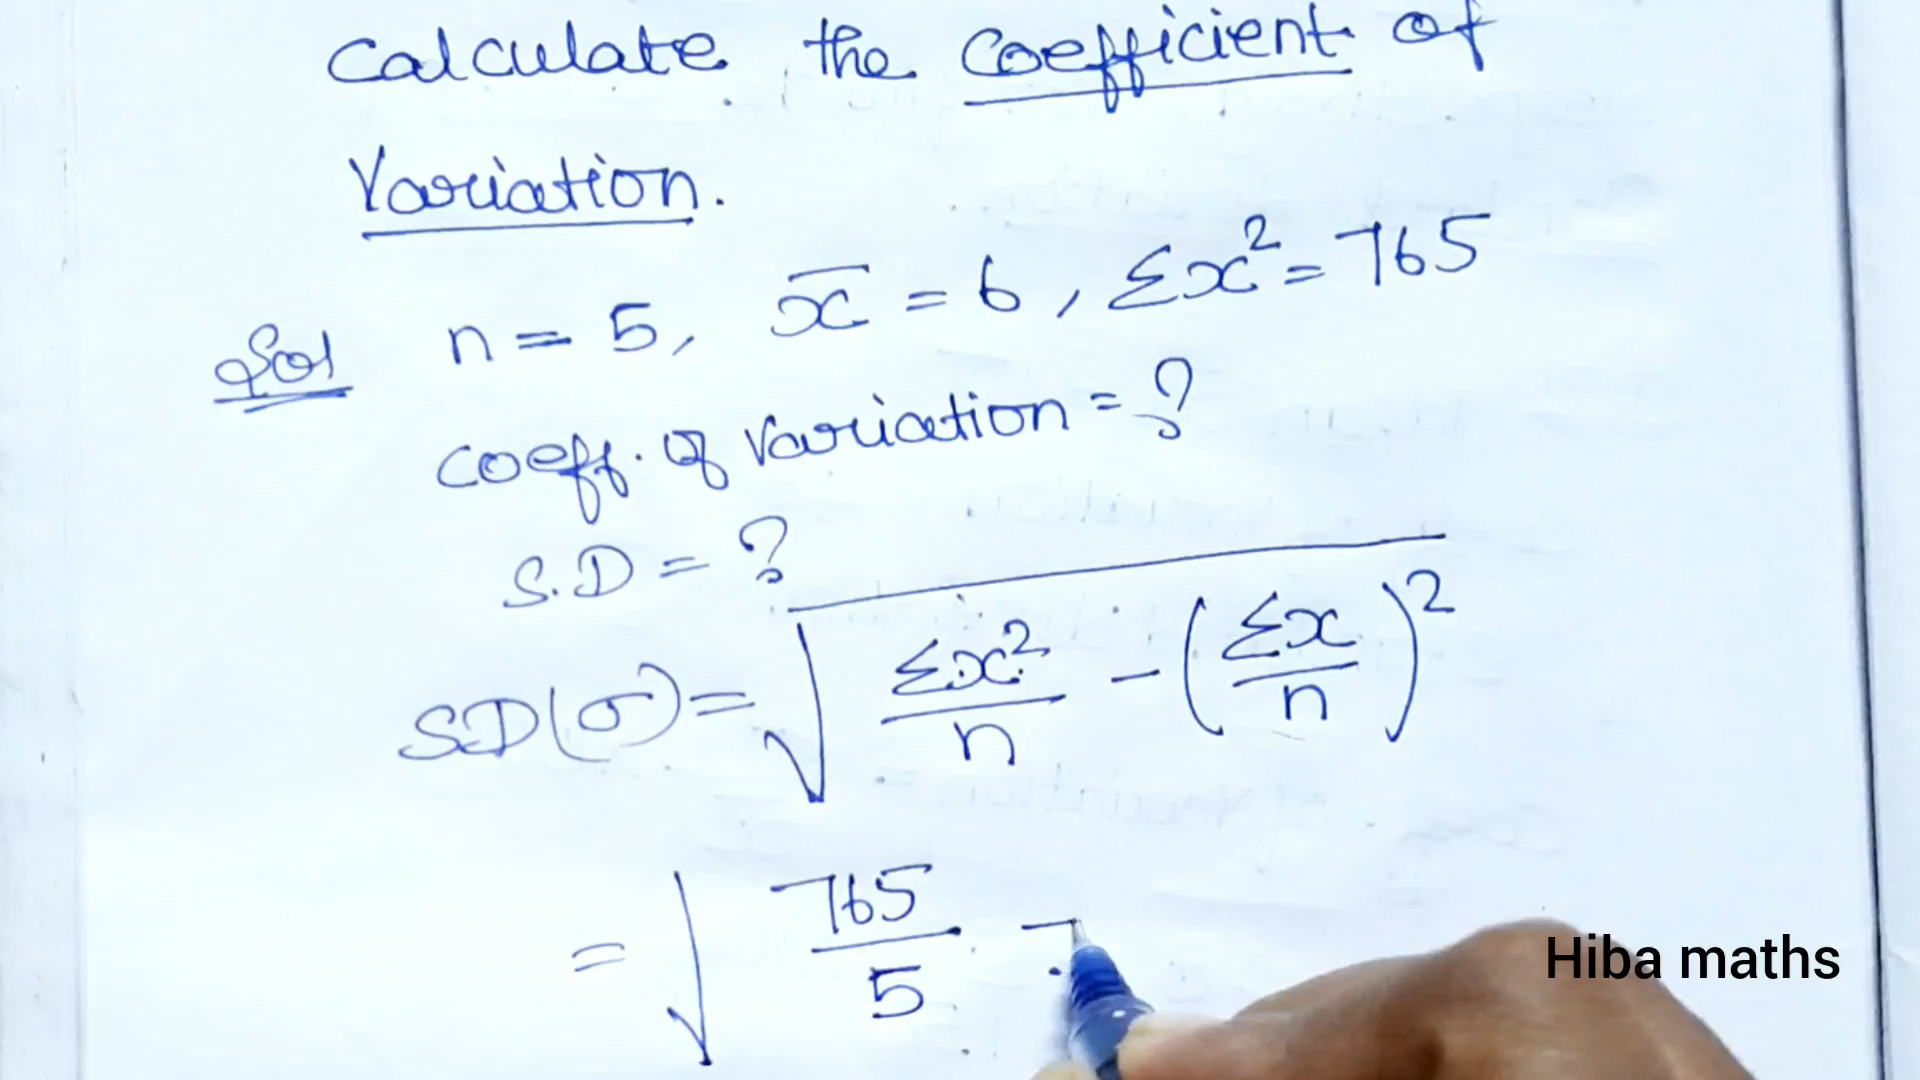 Calculate the Coefficient of
Variation.
Sol n = 5, x̄ = 6, Σx² = 765
coeff. of Variation = ?
S.D = ?
SD(σ) = √(Σx²/n - (Σx/n)²)
= √ 765/5 -
Hiba maths